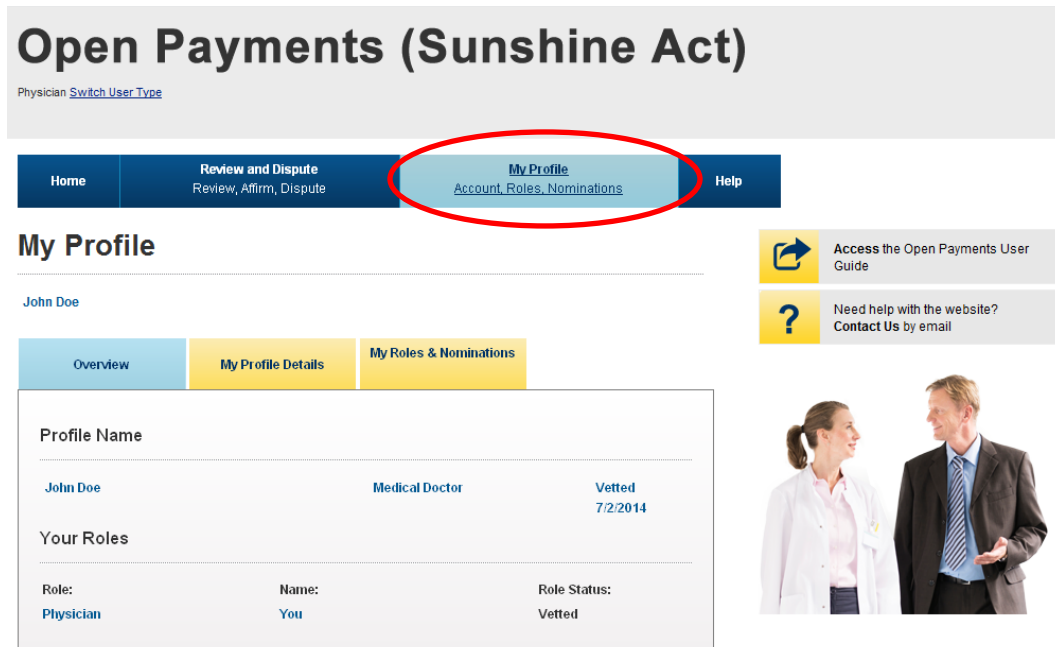 Open Payments (Sunshine Act)
Physician Switch User Type
Home
Review and Dispute
Review, Affirm, Dispute
My Profile
Account, Roles, Nominations
Help
My Profile
John Doe
Access the Open Payments User
Guide
?
Need help with the website?
Contact Us by email
Overview
My Profile Details
My Roles & Nominations
Profile Name
John Doe
Medical Doctor
Vetted
7/2/2014
Your Roles
Role:
Name:
Role Status:
Physician
You
Vetted